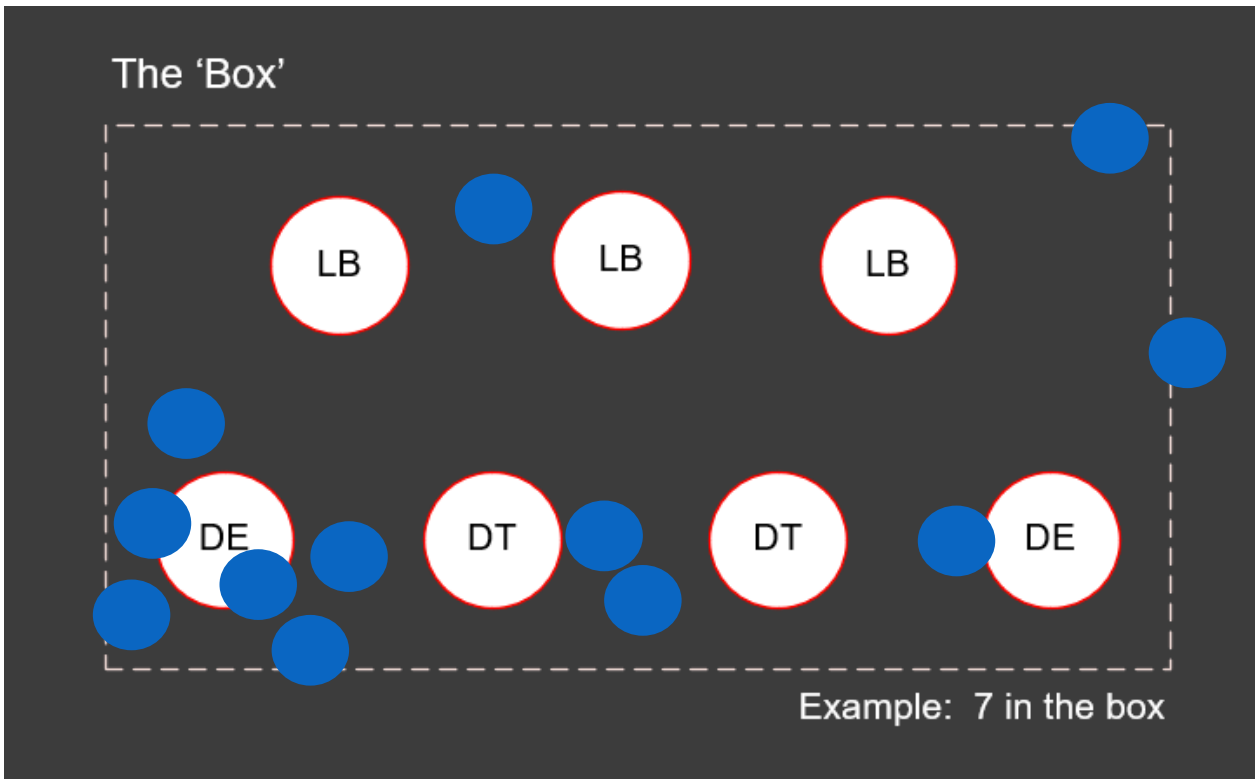 The ‘Box’
LB LB LB
DE DT DT DE
Example: 7 in the box